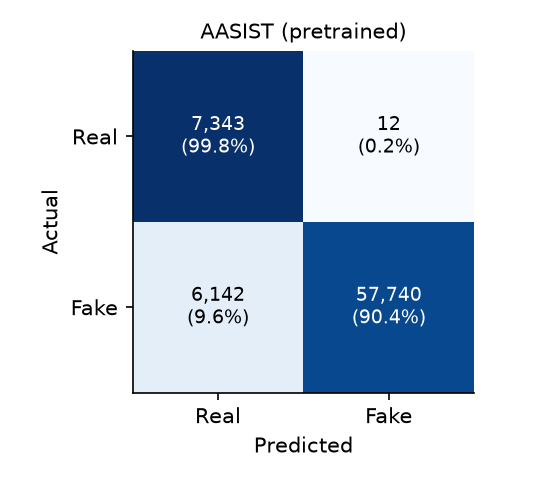 AASIST (pretrained)
Actual
Real
7,343
(99.8%)
12
(0.2%)
Fake
6,142
(9.6%)
57,740
(90.4%)
Real
Fake
Predicted